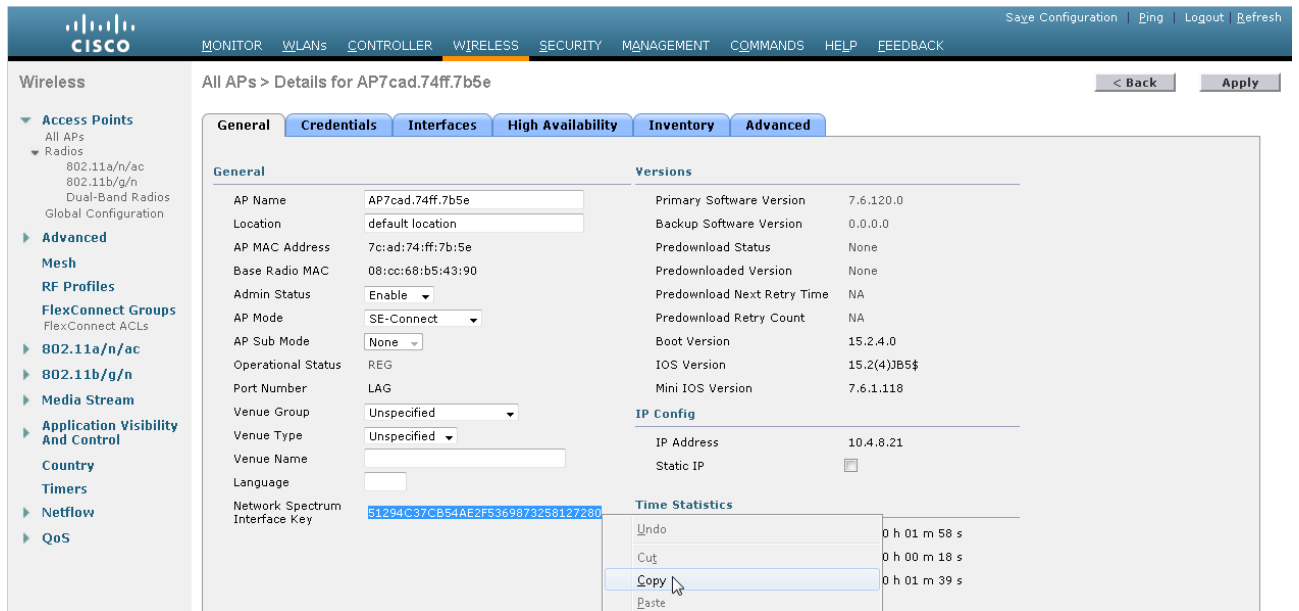 Save Configuration | Ping | Logout | Refresh
CISCO
MONITOR WLANs CONTROLLER WIRELESS SECURITY MANAGEMENT COMMANDS HELP FEEDBACK
Wireless
Access Points
All APs
Radios
802.11a/n/ac
802.11b/g/n
Dual-Band Radios
Global Configuration
Advanced
Mesh
RF Profiles
FlexConnect Groups
FlexConnect ACLs
802.11a/n/ac
802.11b/g/n
Media Stream
Application Visibility
And Control
Country
Timers
Netflow
QoS
All APs > Details for AP7cad.74ff.7b5e
< Back Apply
General Credentials Interfaces High Availability Inventory Advanced
General
AP Name AP7cad.74ff.7b5e
Location default location
AP MAC Address 7c:ad:74:ff:7b:5e
Base Radio MAC 08:cc:68:b5:43:90
Admin Status Enable
AP Mode SE-Connect
AP Sub Mode None
Operational Status REG
Port Number LAG
Venue Group Unspecified
Venue Type Unspecified
Venue Name
Language
Network Spectrum
Interface Key 51294C37CB54AE2F5369873258127280
Versions
Primary Software Version 7.6.120.0
Backup Software Version 0.0.0.0
Predownload Status None
Predownloaded Version None
Predownload Next Retry Time NA
Predownload Retry Count NA
Boot Version 15.2.4.0
IOS Version 15.2(4)JB5$
Mini IOS Version 7.6.1.118
IP Config
IP Address 10.4.8.21
Static IP
Time Statistics
0 h 01 m 58 s
0 h 00 m 18 s
0 h 01 m 39 s
Undo
Cut
Copy
Paste